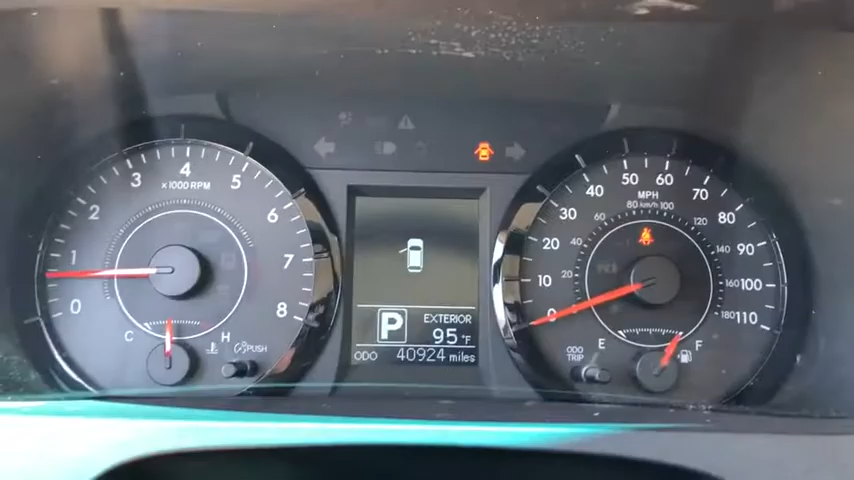 0 1 2 3 4 5 6 7 8
×1000 RPM
C H
PUSH
P
EXTERIOR
95°F
ODO 40924 miles
0 10 20 30 40 50 60 70 80 90 100 110
MPH
km/h
20 40 60 80 100 120 140 160 180
TRIP
E F